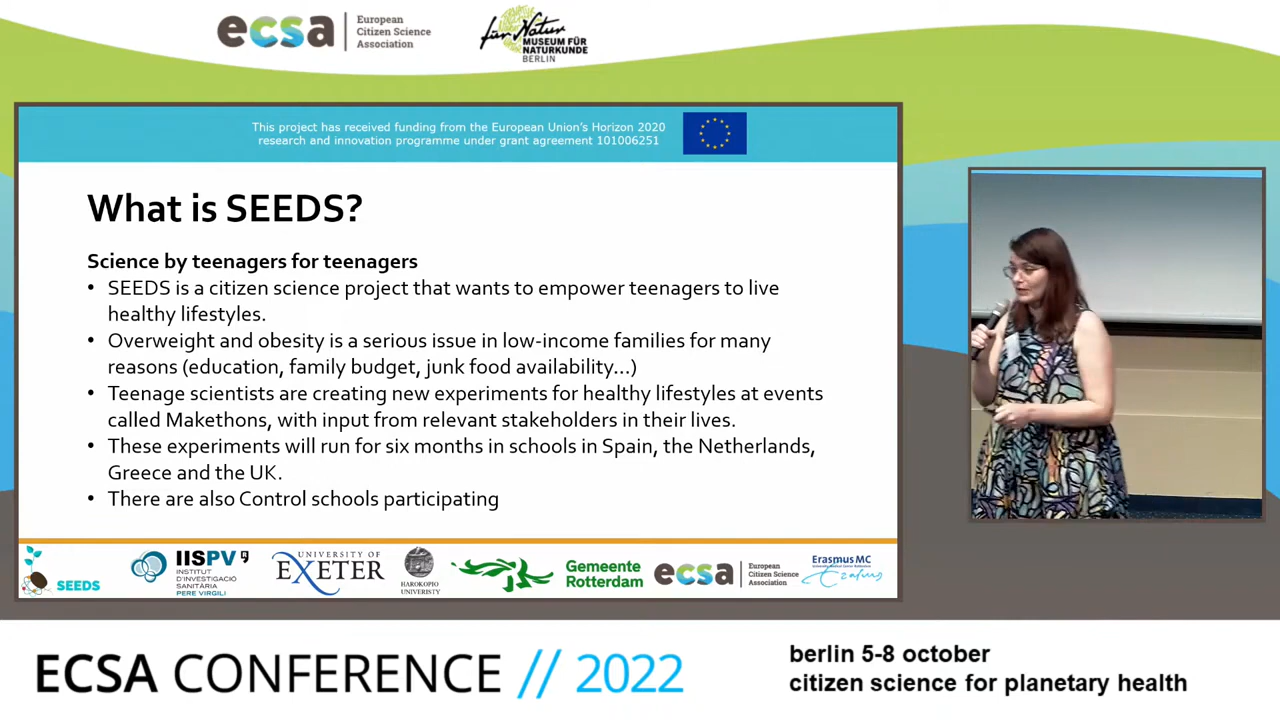 ecsa
European
Citizen Science
Association
für Natur
MUSEUM FÜR
NATURKUNDE
BERLIN
This project has received funding from the European Union's Horizon 2020
research and innovation programme under grant agreement 101006251
What is SEEDS?
Science by teenagers for teenagers
• SEEDS is a citizen science project that wants to empower teenagers to live
healthy lifestyles.
• Overweight and obesity is a serious issue in low-income families for many
reasons (education, family budget, junk food availability...)
• Teenage scientists are creating new experiments for healthy lifestyles at events
called Makethons, with input from relevant stakeholders in their lives.
• These experiments will run for six months in schools in Spain, the Netherlands,
Greece and the UK.
• There are also Control schools participating
SEEDS
IISPV
INSTITUT
D'INVESTIGACIÓ
SANITÀRIA
PERE VIRGILI
UNIVERSITY OF
EXETER
HAROKOPIO
UNIVERISTY
Gemeente
Rotterdam
ecsa
European
Citizen Science
Association
Erasmus MC
Erasmus
ECSA CONFERENCE // 2022
berlin 5-8 october
citizen science for planetary health